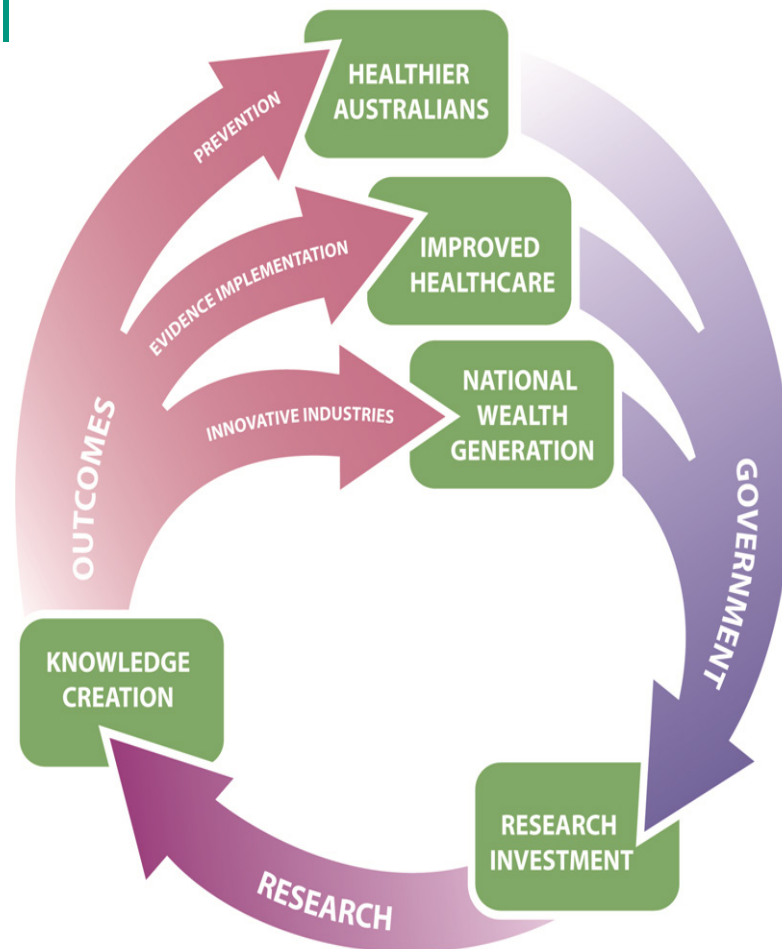 HEALTHIER
AUSTRALIANS
PREVENTION
IMPROVED
HEALTHCARE
EVIDENCE IMPLEMENTATION
NATIONAL
WEALTH
GENERATION
INNOVATIVE INDUSTRIES
OUTCOMES
GOVERNMENT
KNOWLEDGE
CREATION
RESEARCH
INVESTMENT
RESEARCH